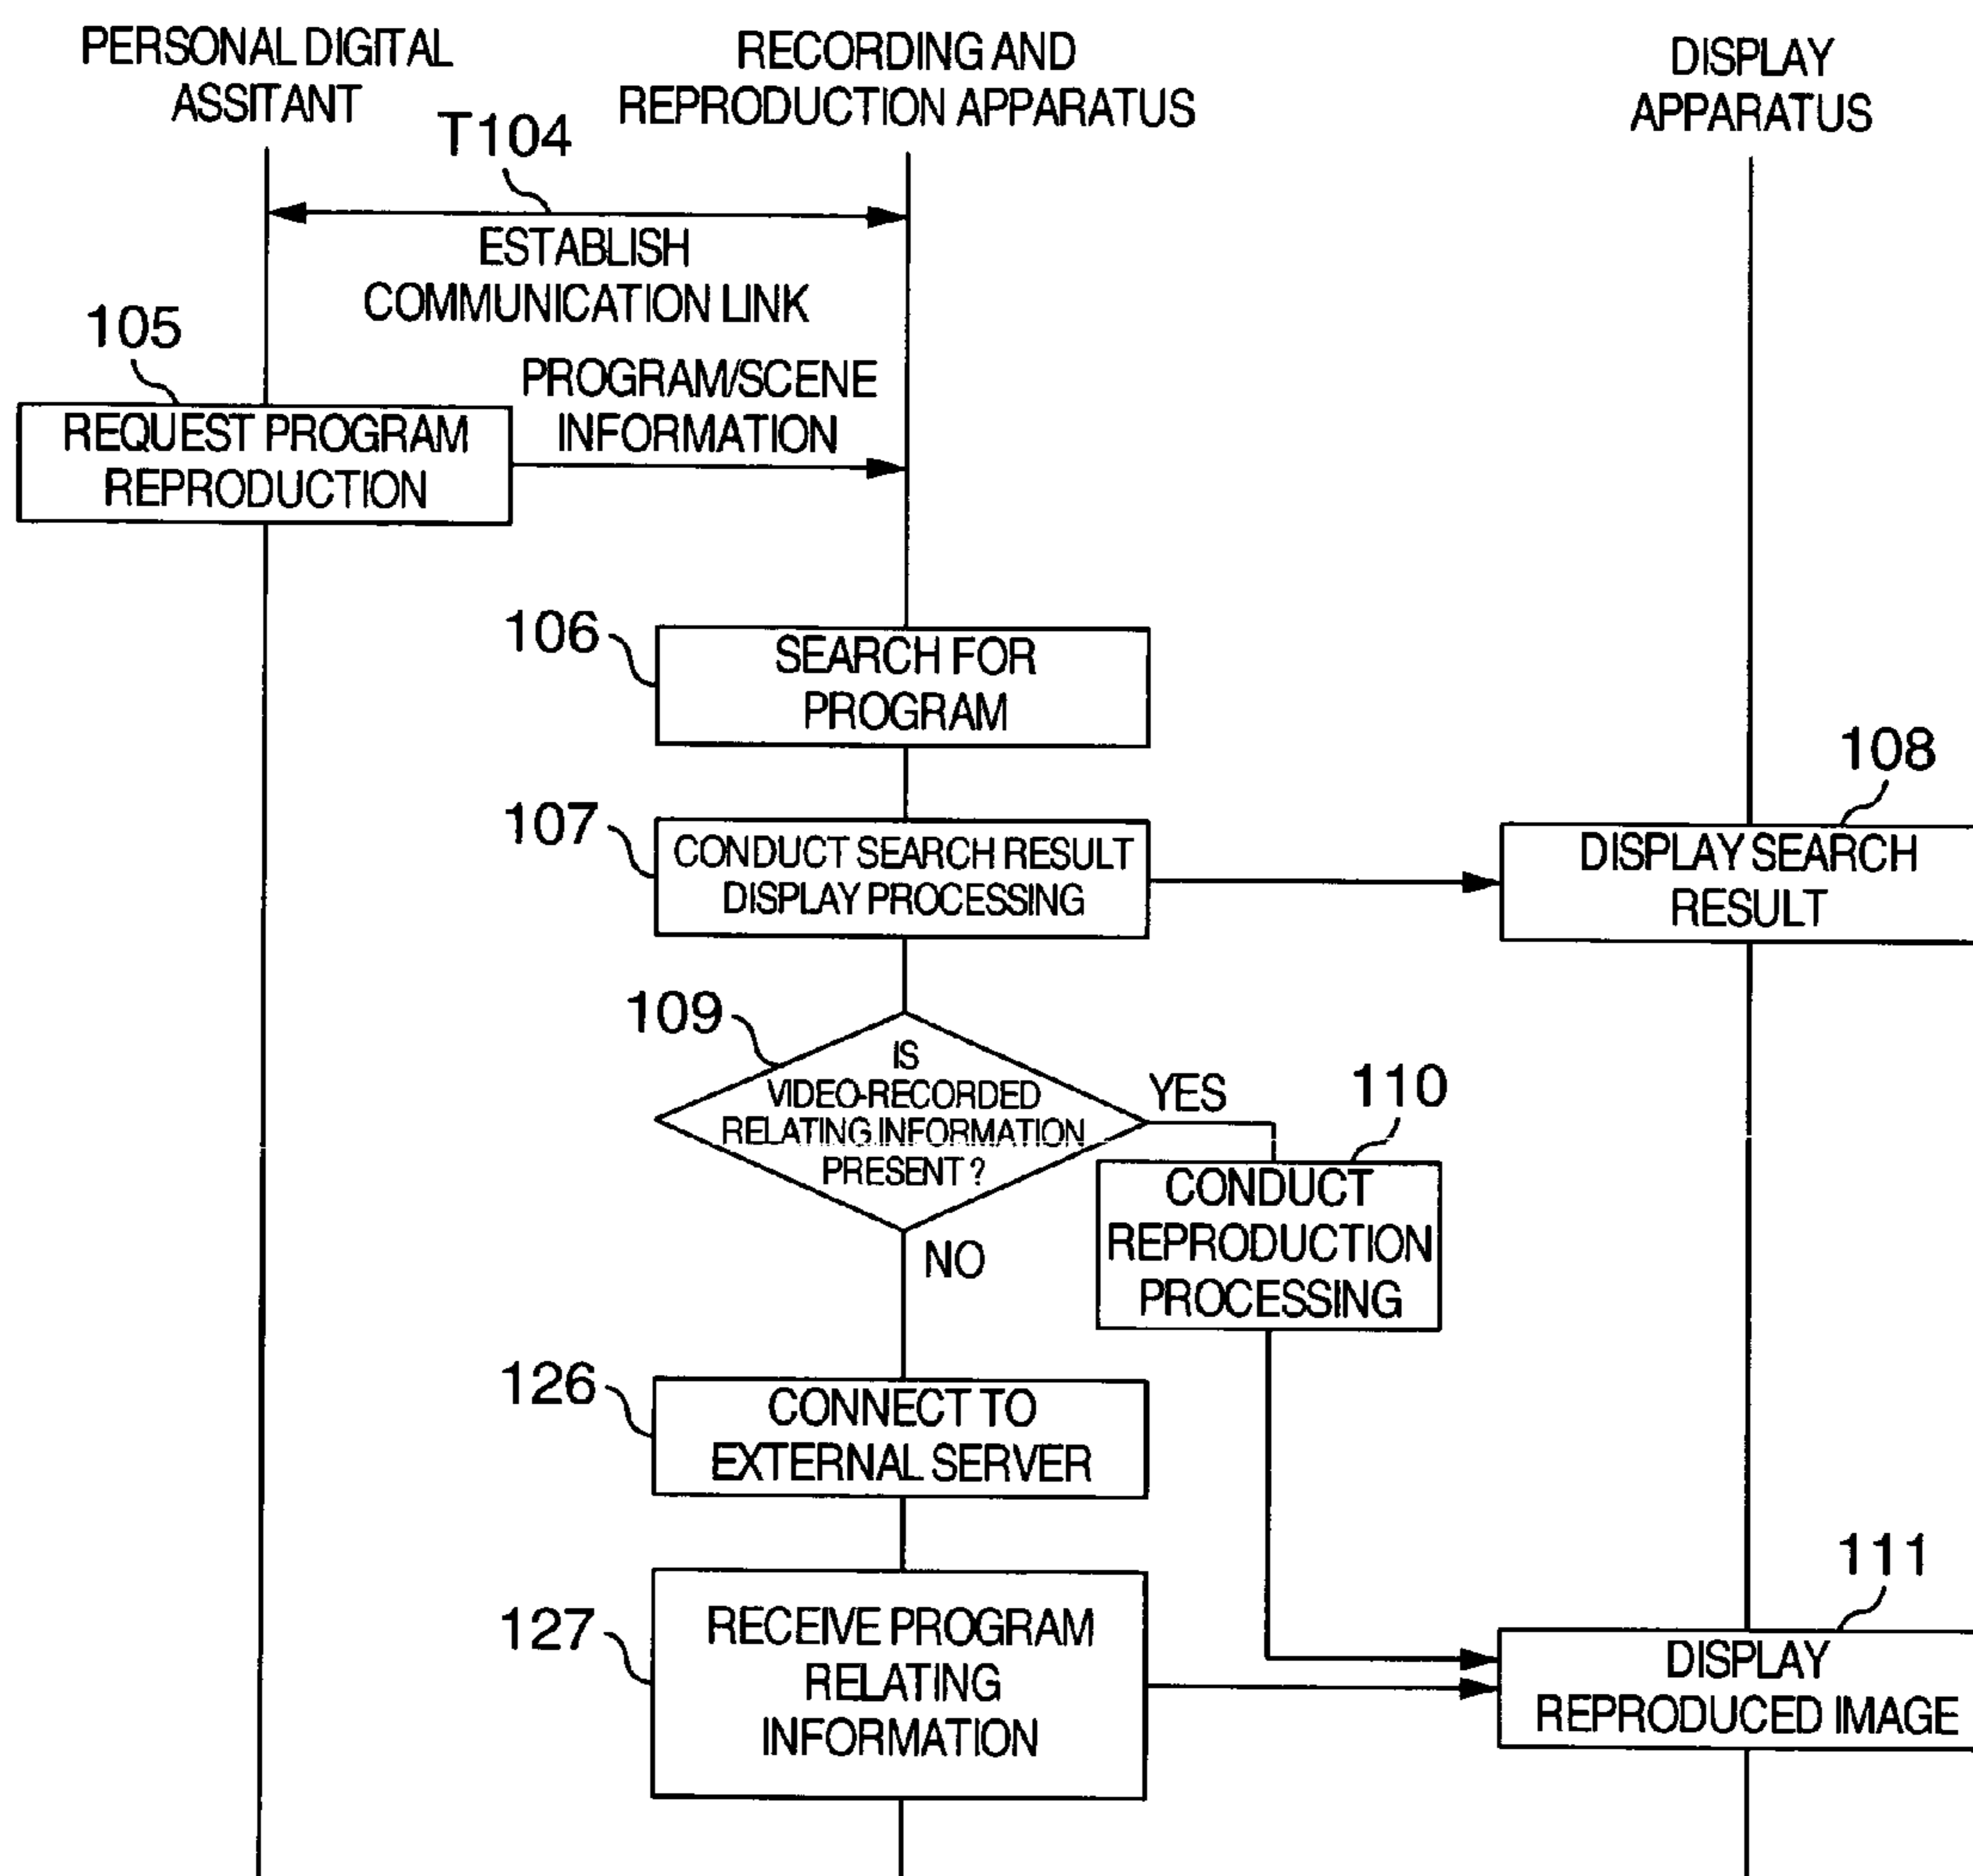 PERSONAL DIGITAL
ASSITANT
RECORDING AND
REPRODUCTION APPARATUS
DISPLAY
APPARATUS
T104
ESTABLISH
COMMUNICATION LINK
105
PROGRAM/SCENE
INFORMATION
REQUEST PROGRAM
REPRODUCTION
106
SEARCH FOR
PROGRAM
107
CONDUCT SEARCH RESULT
DISPLAY PROCESSING
108
DISPLAY SEARCH
RESULT
109
IS
VIDEO-RECORDED
RELATING INFORMATION
PRESENT ?
YES
110
CONDUCT
REPRODUCTION
PROCESSING
NO
126
CONNECT TO
EXTERNAL SERVER
127
RECEIVE PROGRAM
RELATING
INFORMATION
111
DISPLAY
REPRODUCED IMAGE